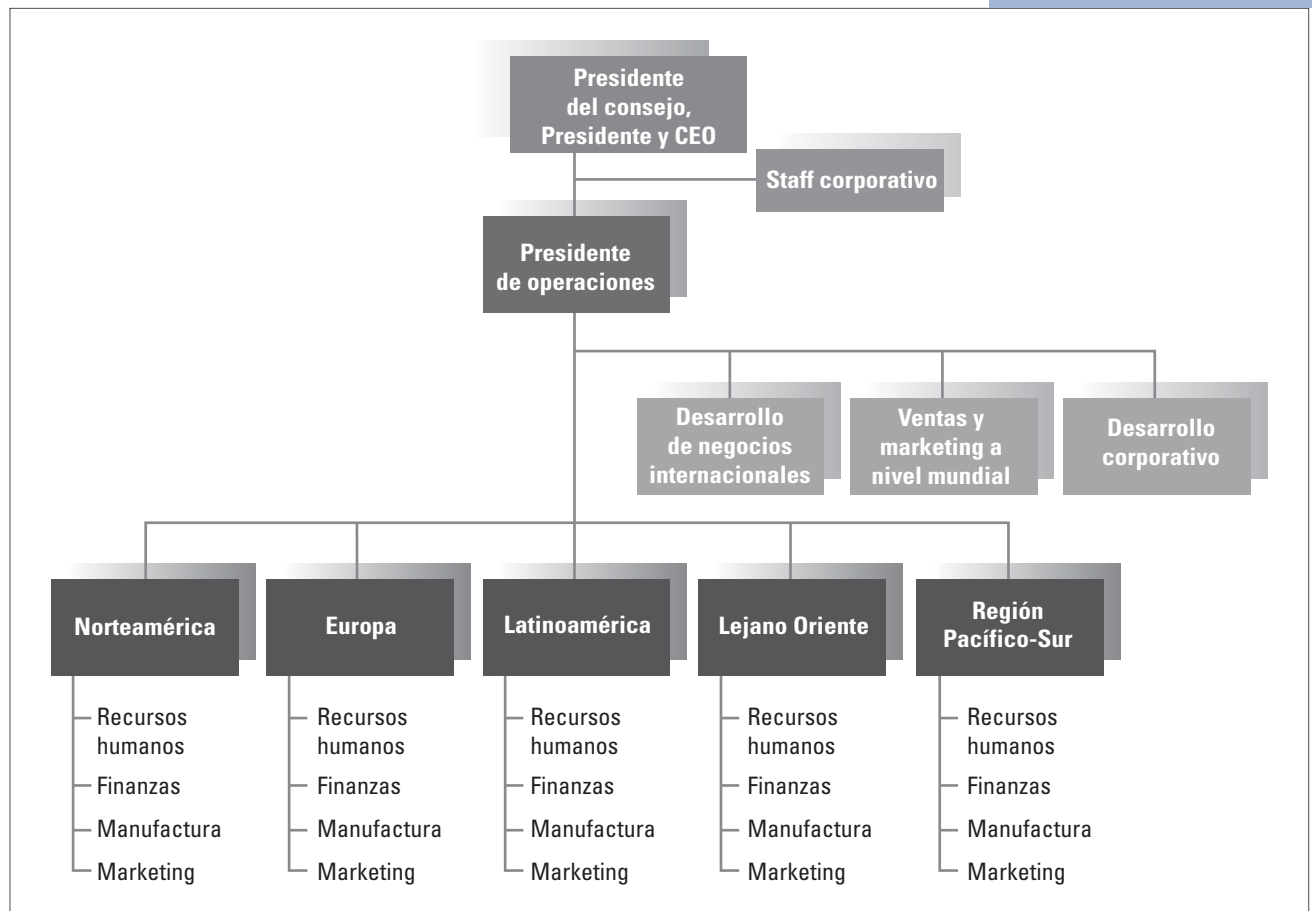 Presidente
del consejo,
Presidente y CEO
Staff corporativo
Presidente
de operaciones
Desarrollo
de negocios
internacionales
Ventas y
marketing a
nivel mundial
Desarrollo
corporativo
Norteamérica
Recursos
humanos
Finanzas
Manufactura
Marketing
Europa
Recursos
humanos
Finanzas
Manufactura
Marketing
Latinoamérica
Recursos
humanos
Finanzas
Manufactura
Marketing
Lejano Oriente
Recursos
humanos
Finanzas
Manufactura
Marketing
Región
Pacífico-Sur
Recursos
humanos
Finanzas
Manufactura
Marketing